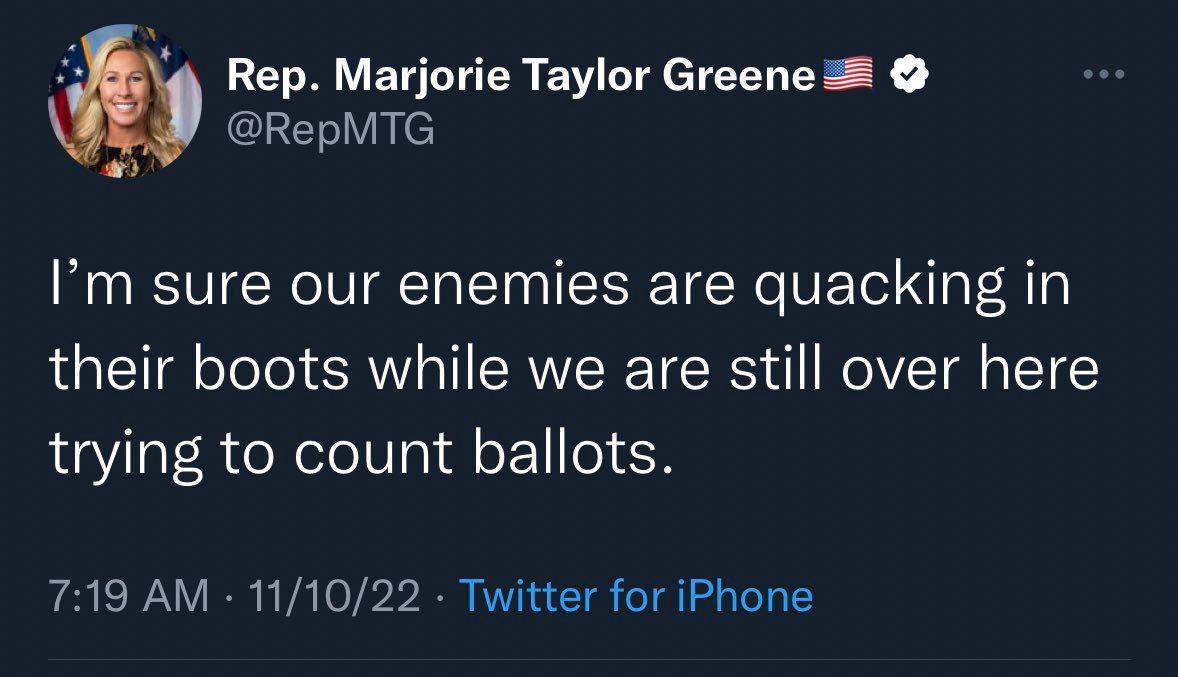 Rep. Marjorie Taylor Greene🇺🇸
@RepMTG
I’m sure our enemies are quacking in
their boots while we are still over here
trying to count ballots.
7:19 AM · 11/10/22 · Twitter for iPhone